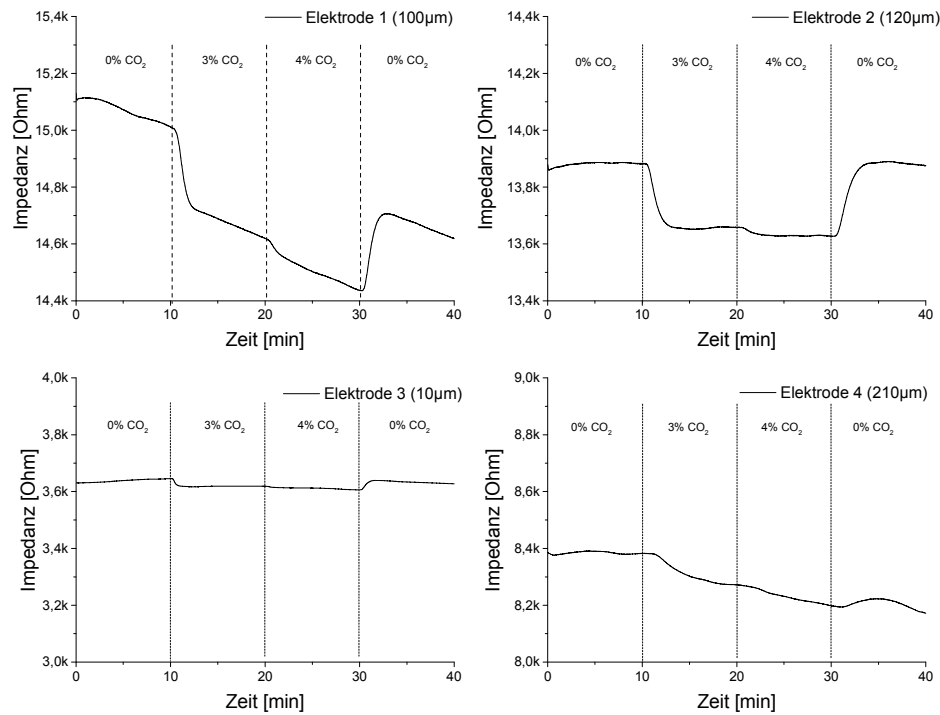 Elektrode 1 (100µm)
0% CO₂ 3% CO₂ 4% CO₂ 0% CO₂
15,4k
15,2k
15,0k
14,8k
14,6k
14,4k
0 10 20 30 40
Impedanz [Ohm]
Zeit [min]
Elektrode 2 (120µm)
0% CO₂ 3% CO₂ 4% CO₂ 0% CO₂
14,4k
14,2k
14,0k
13,8k
13,6k
13,4k
0 10 20 30 40
Impedanz [Ohm]
Zeit [min]
Elektrode 3 (10µm)
0% CO₂ 3% CO₂ 4% CO₂ 0% CO₂
4,0k
3,8k
3,6k
3,4k
3,2k
3,0k
0 10 20 30 40
Impedanz [Ohm]
Zeit [min]
Elektrode 4 (210µm)
0% CO₂ 3% CO₂ 4% CO₂ 0% CO₂
9,0k
8,8k
8,6k
8,4k
8,2k
8,0k
0 10 20 30 40
Impedanz [Ohm]
Zeit [min]